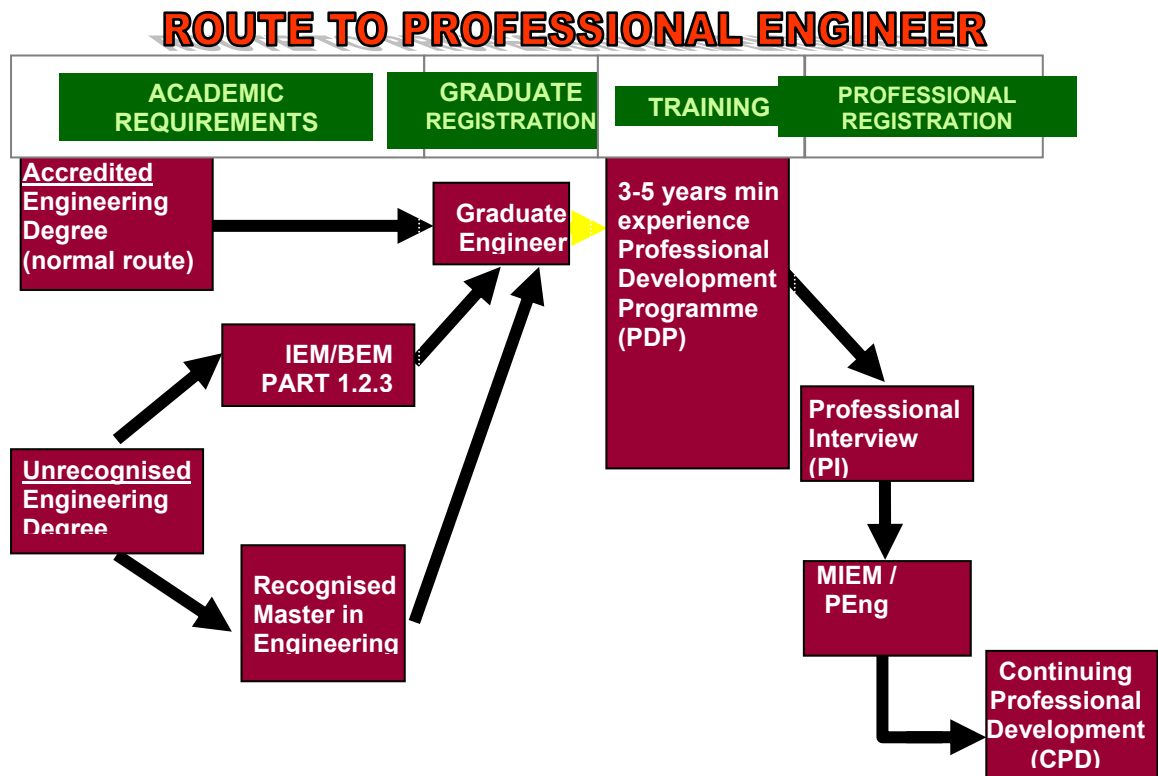 ROUTE TO PROFESSIONAL ENGINEER
ACADEMIC
REQUIREMENTS
GRADUATE
REGISTRATION
TRAINING
PROFESSIONAL
REGISTRATION
Accredited
Engineering
Degree
(normal route)
Graduate
Engineer
3-5 years min
experience
Professional
Development
Programme
(PDP)
IEM/BEM
PART 1.2.3
Professional
Interview
(PI)
Unrecognised
Engineering
Degree
Recognised
Master in
Engineering
MIEM /
PEng
Continuing
Professional
Development
(CPD)